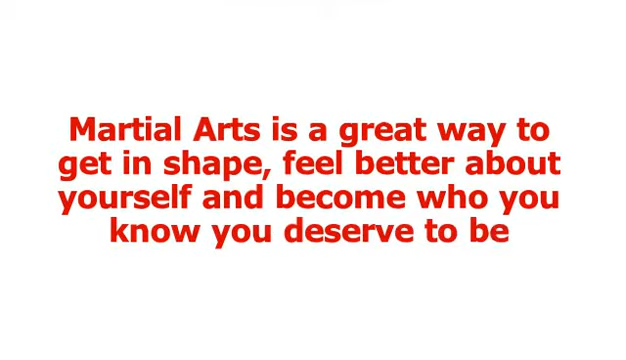 Martial Arts is a great way to
get in shape, feel better about
yourself and become who you
know you deserve to be